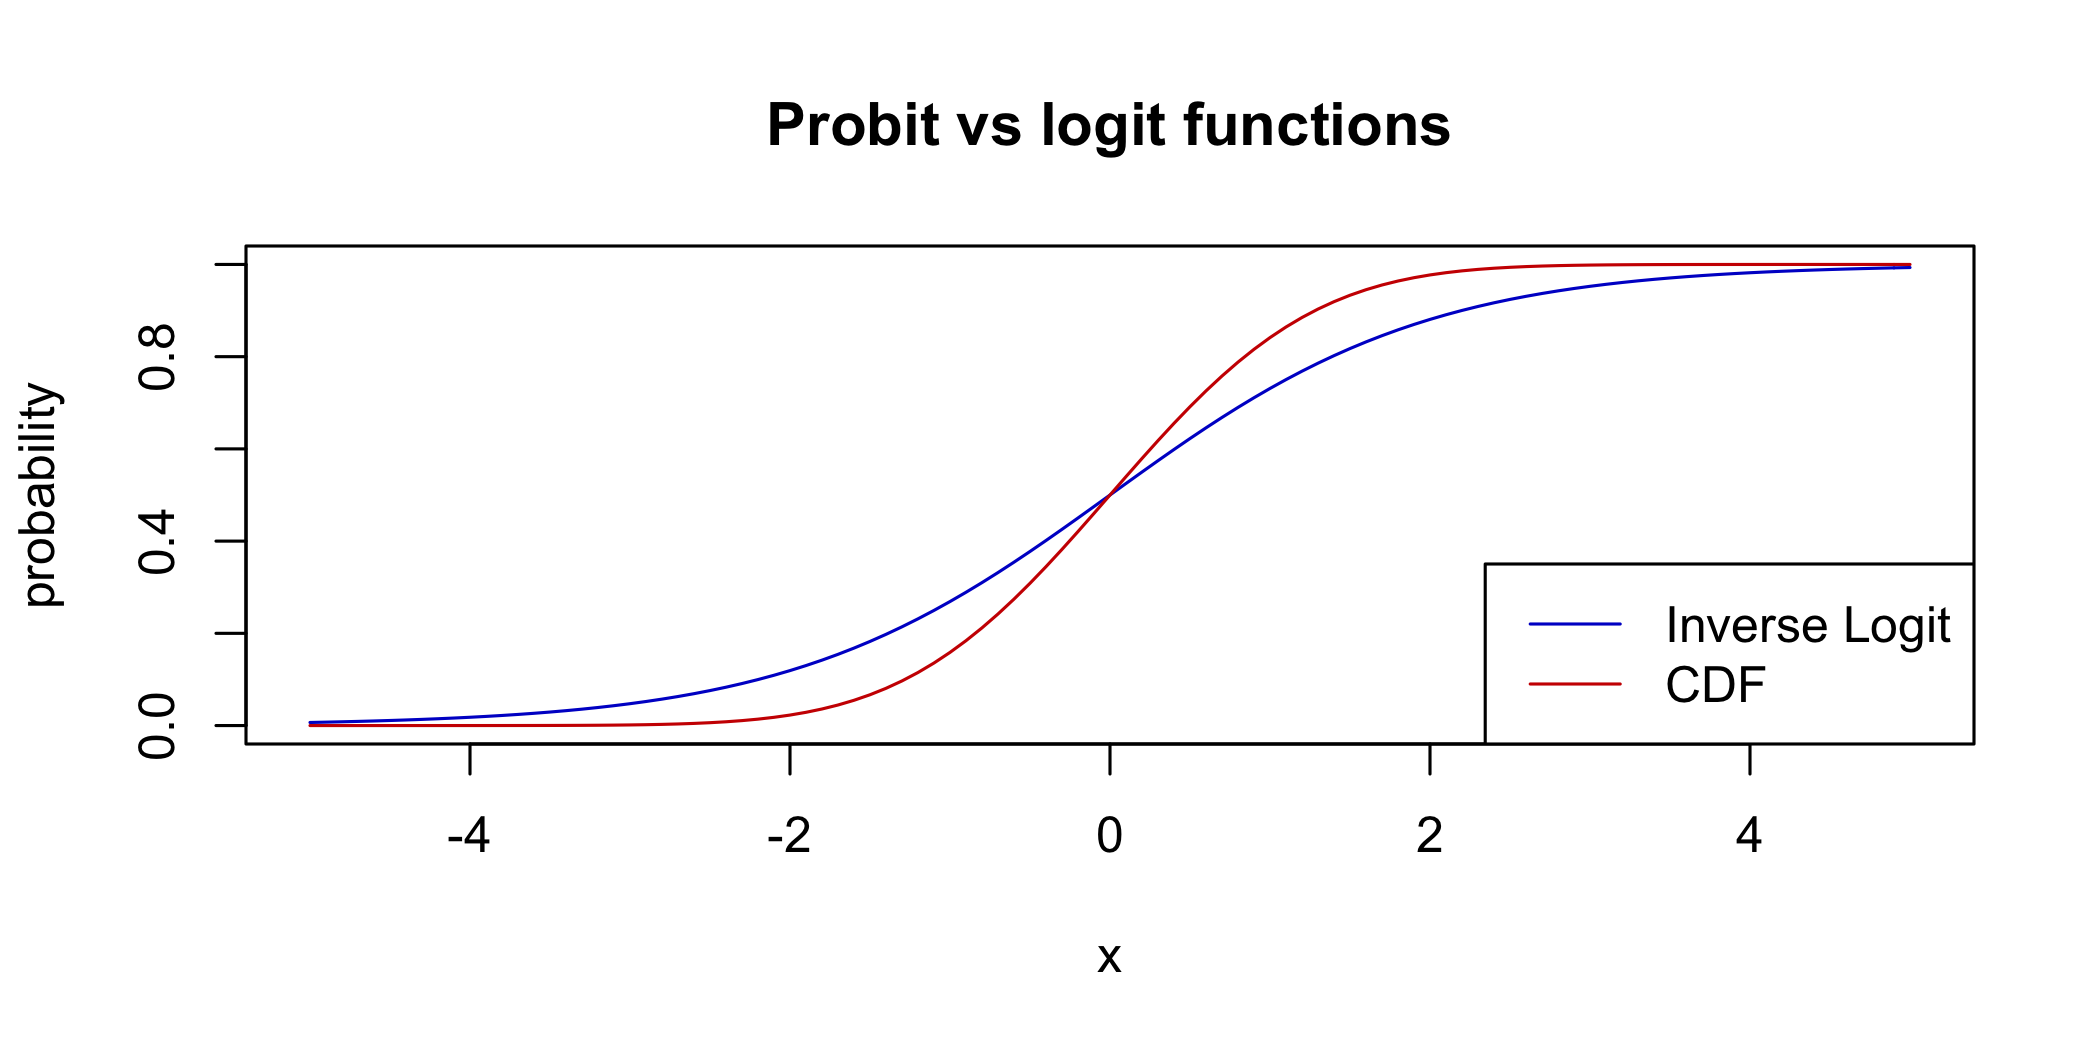 Probit vs logit functions
probability
0.8
0.4
0.0
Inverse Logit
CDF
-4 -2 0 2 4
x